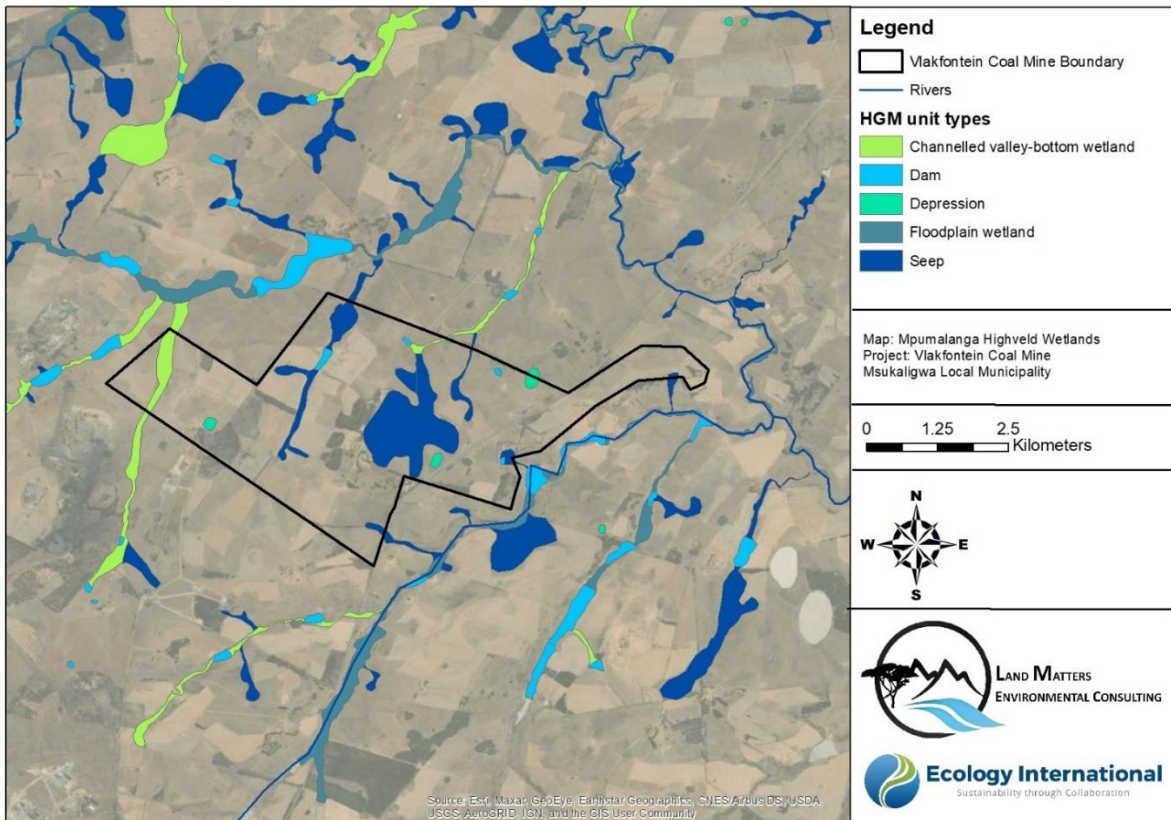 Legend
Vlakfontein Coal Mine Boundary
Rivers
HGM unit types
Channelled valley-bottom wetland
Dam
Depression
Floodplain wetland
Seep
Map: Mpumalanga Highveld Wetlands
Project: Vlakfontein Coal Mine
Msukaligwa Local Municipality
0 1.25 2.5
Kilometers
N
W E
S
LAND MATTERS
ENVIRONMENTAL CONSULTING
Ecology International
Sustainability through Collaboration
Source: Esri, Maxar, GeoEye, Earthstar Geographics, CNES/Airbus DS, USDA,
USGS, AeroGRID, IGN, and the GIS User Community